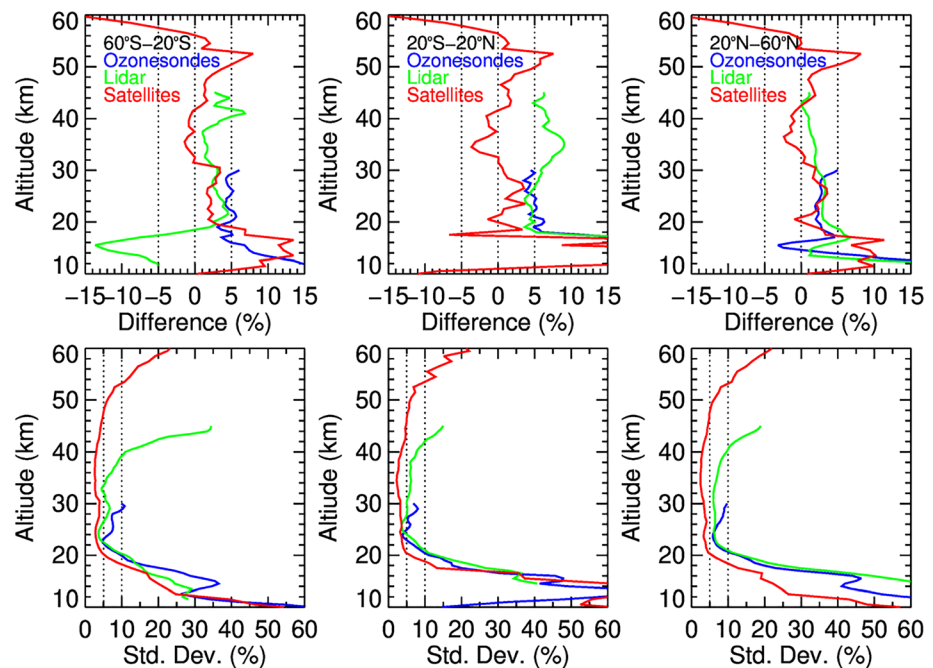 60
50
40
30
20
10
Altitude (km)
60°S−20°S
Ozonesondes
Lidar
Satellites
−15−10 −5 0 5 10 15
Difference (%)
60
50
40
30
20
10
Altitude (km)
20°S−20°N
Ozonesondes
Lidar
Satellites
−15−10 −5 0 5 10 15
Difference (%)
60
50
40
30
20
10
Altitude (km)
20°N−60°N
Ozonesondes
Lidar
Satellites
−15−10 −5 0 5 10 15
Difference (%)
60
50
40
30
20
10
Altitude (km)
0 10 20 30 40 50 60
Std. Dev. (%)
60
50
40
30
20
10
Altitude (km)
0 10 20 30 40 50 60
Std. Dev. (%)
60
50
40
30
20
10
Altitude (km)
0 10 20 30 40 50 60
Std. Dev. (%)